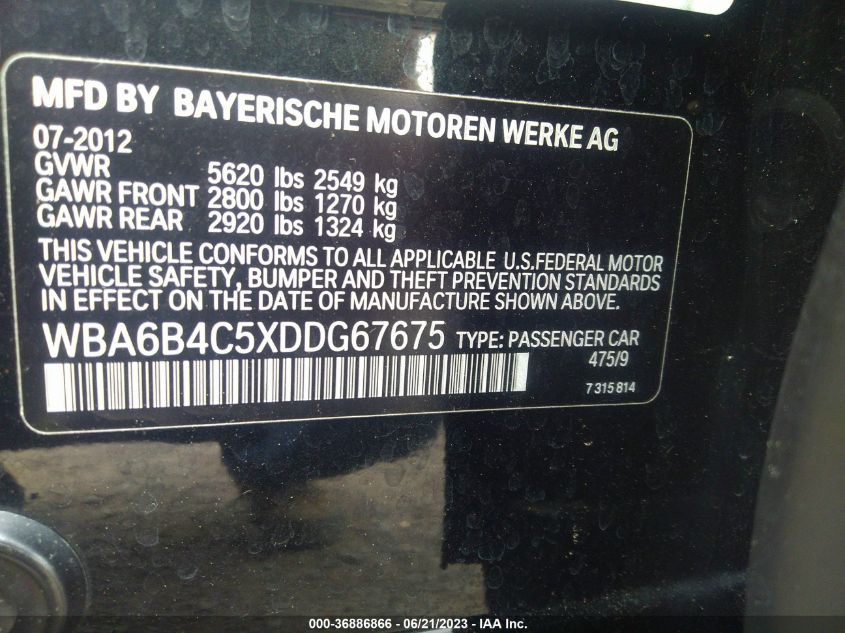 MFD BY BAYERISCHE MOTOREN WERKE AG
07-2012
GVWR 5620 lbs 2549 kg
GAWR FRONT 2800 lbs 1270 kg
GAWR REAR 2920 lbs 1324 kg
THIS VEHICLE CONFORMS TO ALL APPLICABLE U.S.FEDERAL MOTOR
VEHICLE SAFETY, BUMPER AND THEFT PREVENTION STANDARDS
IN EFFECT ON THE DATE OF MANUFACTURE SHOWN ABOVE.
WBA6B4C5XDDG67675 TYPE: PASSENGER CAR
475/9
7 315 814
000-36886866 / 06/21/2023 - © IAA Inc.